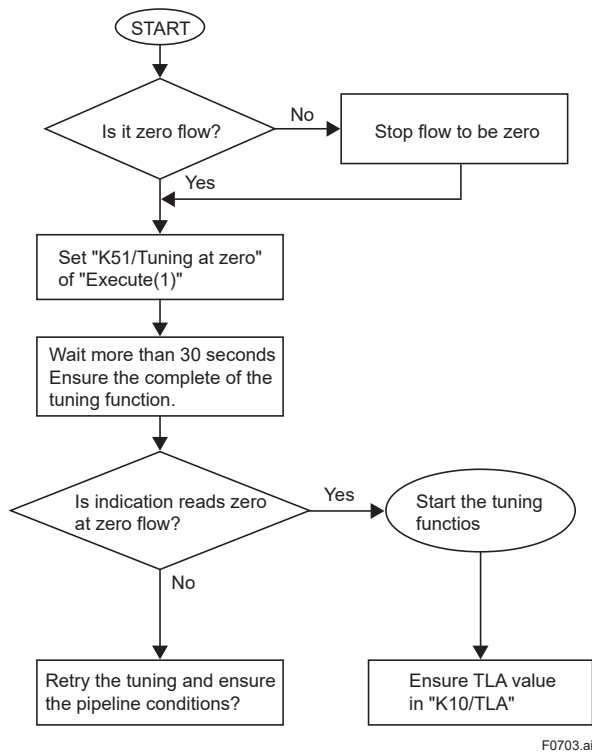 START
Is it zero flow?
No
Stop flow to be zero
Yes
Set "K51/Tuning at zero"
of "Execute(1)"
Wait more than 30 seconds
Ensure the complete of the
tuning function.
Is indication reads zero
at zero flow?
Yes
Start the tuning
functios
No
Retry the tuning and ensure
the pipeline conditions?
Ensure TLA value
in "K10/TLA"
F0703.ai